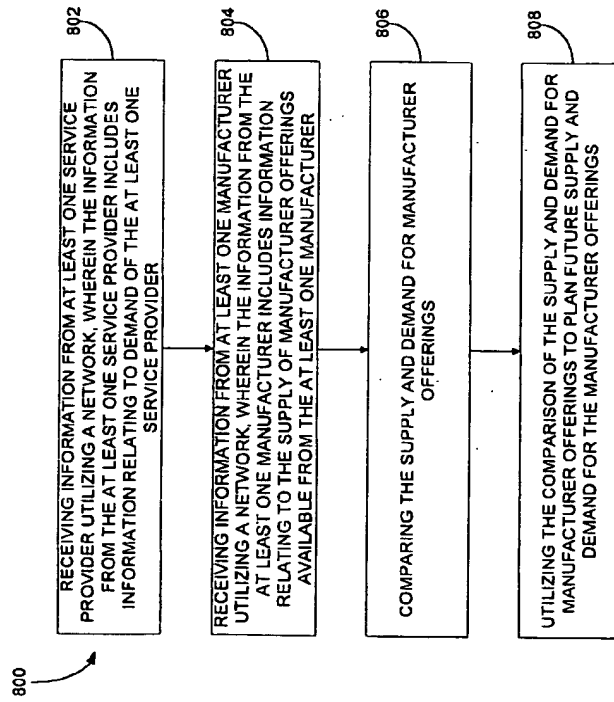 800
802
RECEIVING INFORMATION FROM AT LEAST ONE SERVICE
PROVIDER UTILIZING A NETWORK, WHEREIN THE INFORMATION
FROM THE AT LEAST ONE SERVICE PROVIDER INCLUDES
INFORMATION RELATING TO DEMAND OF THE AT LEAST ONE
SERVICE PROVIDER
804
RECEIVING INFORMATION FROM AT LEAST ONE MANUFACTURER
UTILIZING A NETWORK, WHEREIN THE INFORMATION FROM THE
AT LEAST ONE MANUFACTURER INCLUDES INFORMATION
RELATING TO THE SUPPLY OF MANUFACTURER OFFERINGS
AVAILABLE FROM THE AT LEAST ONE MANUFACTURER
806
COMPARING THE SUPPLY AND DEMAND FOR MANUFACTURER
OFFERINGS
808
UTILIZING THE COMPARISON OF THE SUPPLY AND DEMAND FOR
MANUFACTURER OFFERINGS TO PLAN FUTURE SUPPLY AND
DEMAND FOR THE MANUFACTURER OFFERINGS